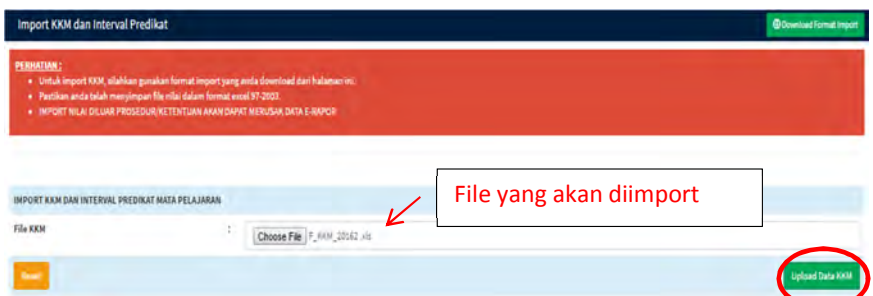 Import KKM dan Interval Predikat
Download Format Import
PERHATIAN :
Untuk import KKM, silahkan gunakan format import yang anda download dari halaman ini.
Pastikan anda telah menyimpan file nilai dalam format excel 97-2003.
IMPORT NILAI DILUAR PROSEDUR/KETENTUAN AKAN DAPAT MERUSAK DATA E-RAPOR
File yang akan diimport
IMPORT KKM DAN INTERVAL PREDIKAT MATA PELAJARAN
File KKM : Choose File F_KKM_20162 .xls
Reset
Upload Data KKM